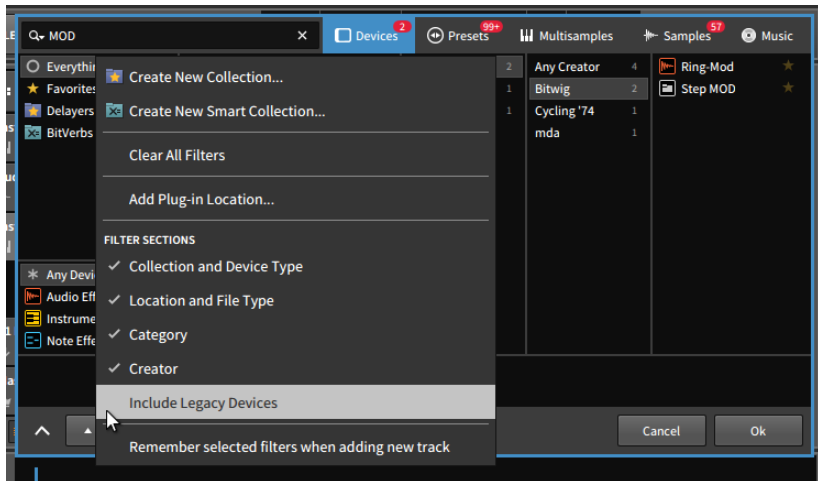 MOD
Devices
2
Presets
99+
Multisamples
Samples
57
Music
Everythin
Favorites
Delayers
BitVerbs
Any Devi
Audio Eff
Instrume
Note Effe
Create New Collection...
Create New Smart Collection...
Clear All Filters
Add Plug-in Location...
FILTER SECTIONS
Collection and Device Type
Location and File Type
Category
Creator
Include Legacy Devices
Remember selected filters when adding new track
2
1
1
Any Creator 4
Bitwig 2
Cycling '74 1
mda 1
Ring-Mod
Step MOD
Cancel
Ok